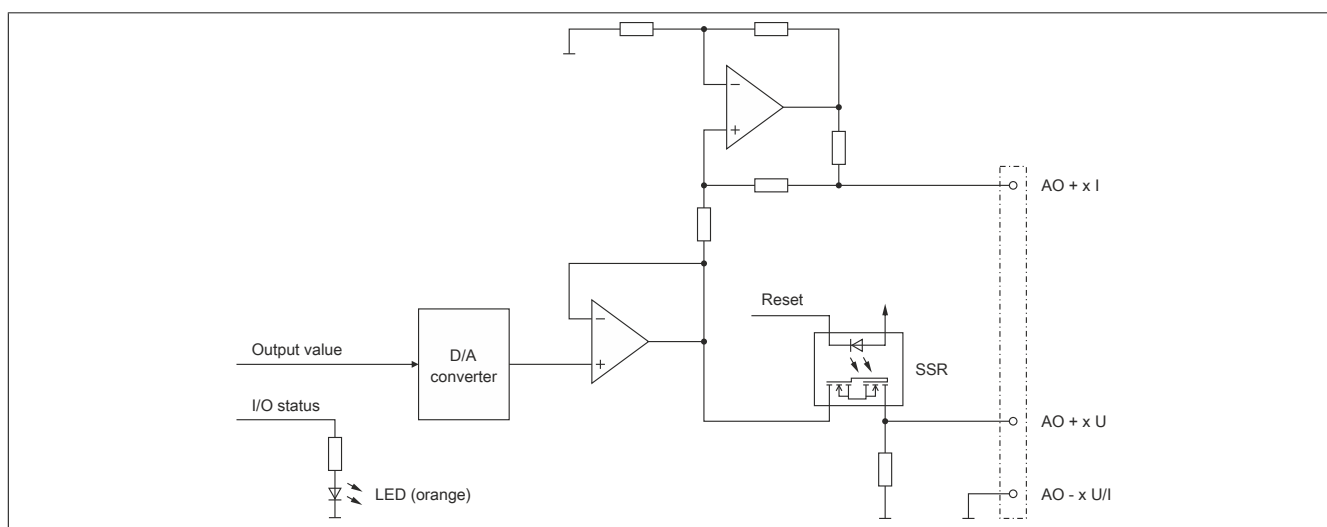 −
+
AO + x I
Reset
−
Output value
D/A
converter
+
SSR
I/O status
AO + x U
LED (orange)
AO - x U/I